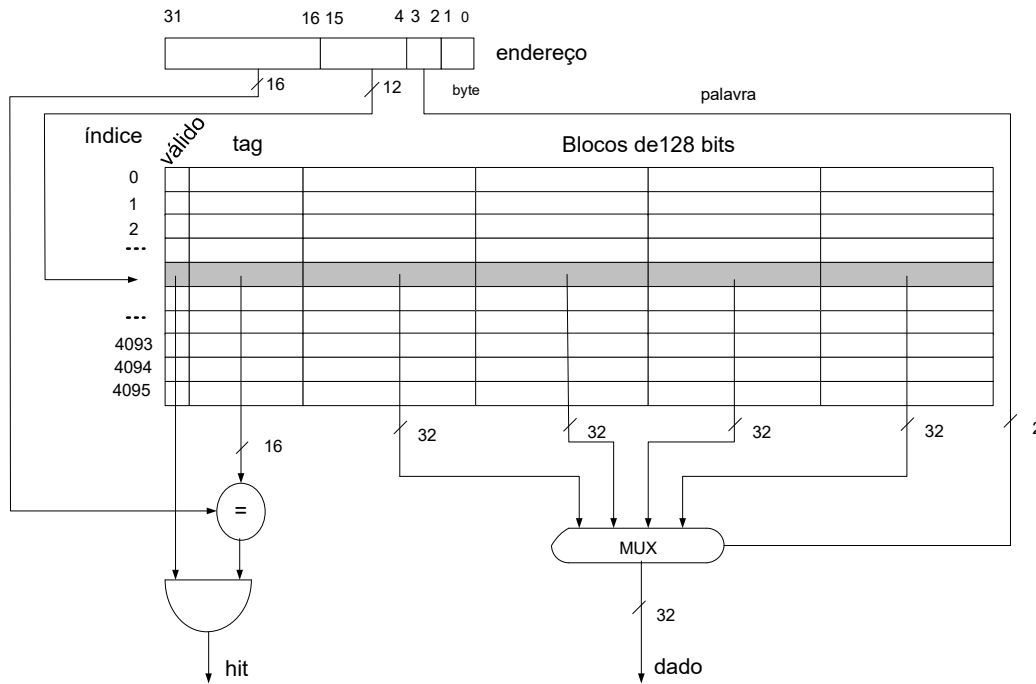 31 16 15 4 3 2 1 0
endereço
16 12 byte palavra
índice válido tag Blocos de128 bits
0
1
2
---
---
4093
4094
4095
16 32 32 32 32 2
=
MUX
32
hit dado